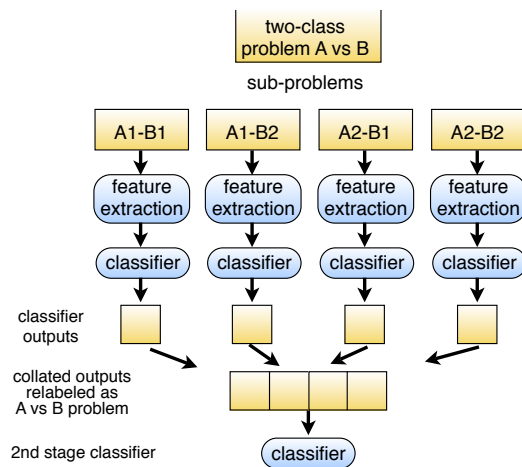 two-class
problem A vs B
sub-problems
A1-B1 A1-B2 A2-B1 A2-B2
feature feature feature feature
extraction extraction extraction extraction
classifier classifier classifier classifier
classifier
outputs
collated outputs
relabeled as
A vs B problem
2nd stage classifier classifier